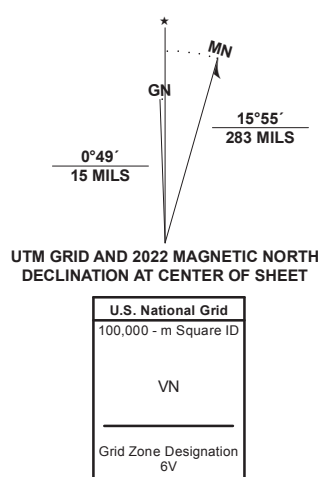 ★
MN
GN
15°55´
283 MILS
0°49´
15 MILS
UTM GRID AND 2022 MAGNETIC NORTH
DECLINATION AT CENTER OF SHEET
U.S. National Grid
100,000 - m Square ID
VN
Grid Zone Designation
6V